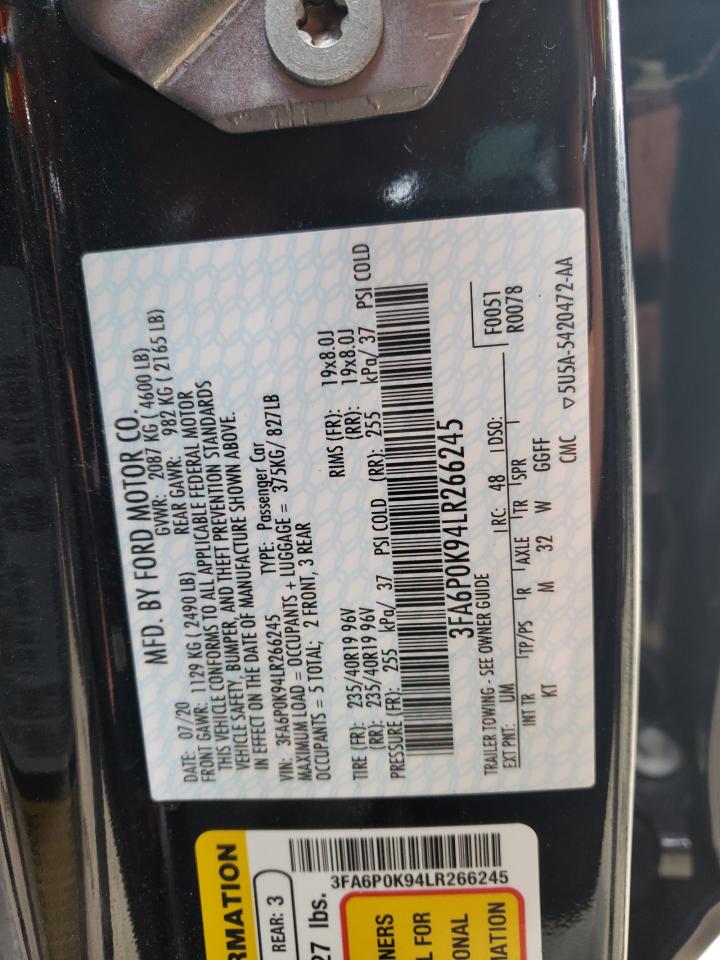 MFD. BY FORD MOTOR CO.
DATE: 07/20 GVWR: 2087 KG ( 4600 LB)
FRONT GAWR: 1129 KG ( 2490 LB) REAR GAWR: 982 KG ( 2165 LB)
THIS VEHICLE CONFORMS TO ALL APPLICABLE FEDERAL MOTOR
VEHICLE SAFETY, BUMPER, AND THEFT PREVENTION STANDARDS
IN EFFECT ON THE DATE OF MANUFACTURE SHOWN ABOVE.
VIN: 3FA6P0K94LR266245 TYPE: Passenger Car
MAXIMUM LOAD = OCCUPANTS + LUGGAGE = 375KG/ 827LB
OCCUPANTS = 5 TOTAL; 2 FRONT, 3 REAR
TIRE (FR): 235/40R19 96V RIMS (FR): 19x8.0J
(RR): 235/40R19 96V (RR): 19x8.0J
PRESSURE (FR): 255 kPa/ 37 PSI COLD (RR): 255 kPa/ 37 PSI COLD
3FA6P0K94LR266245
F0051
R0078
TRAILER TOWING - SEE OWNER GUIDE
EXT PNT: UM RC: 48 DSO:
INT TR TP/PS R AXLE TR SPR
KT M 32 W GGFF
CMC 5U5A-5420472-AA
RMATION
REAR: 3
27 lbs.
3FA6P0K94LR266245
NERS
L FOR
IONAL
ATION